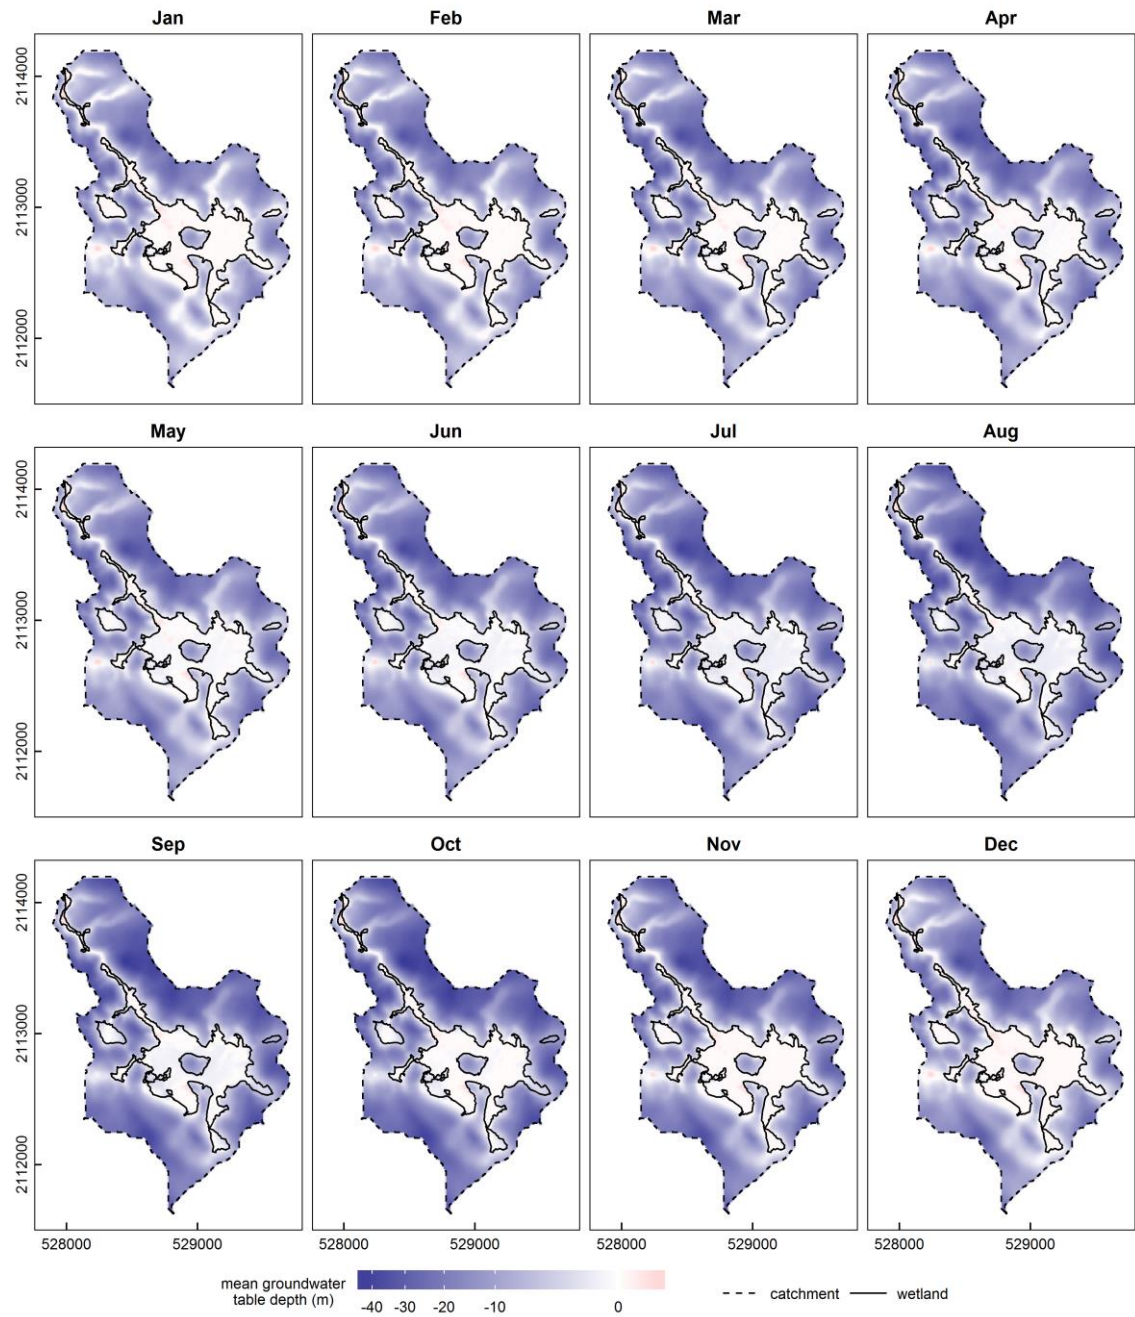 Jan Feb Mar Apr
2114000
2113000
2112000
May Jun Jul Aug
2114000
2113000
2112000
Sep Oct Nov Dec
2114000
2113000
2112000
528000 529000 528000 529000 528000 529000 528000 529000
mean groundwater
table depth (m)
-40 -30 -20 -10 0
catchment wetland